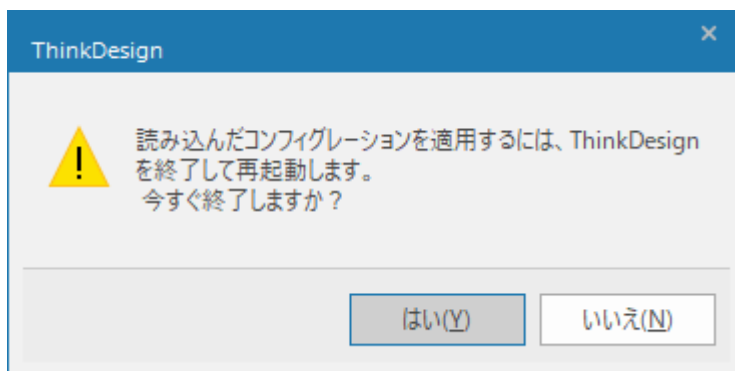 ThinkDesign
読み込んだコンフィグレーションを適用するには、ThinkDesign
を終了して再起動します。
今すぐ終了しますか？
はい(Y)
いいえ(N)